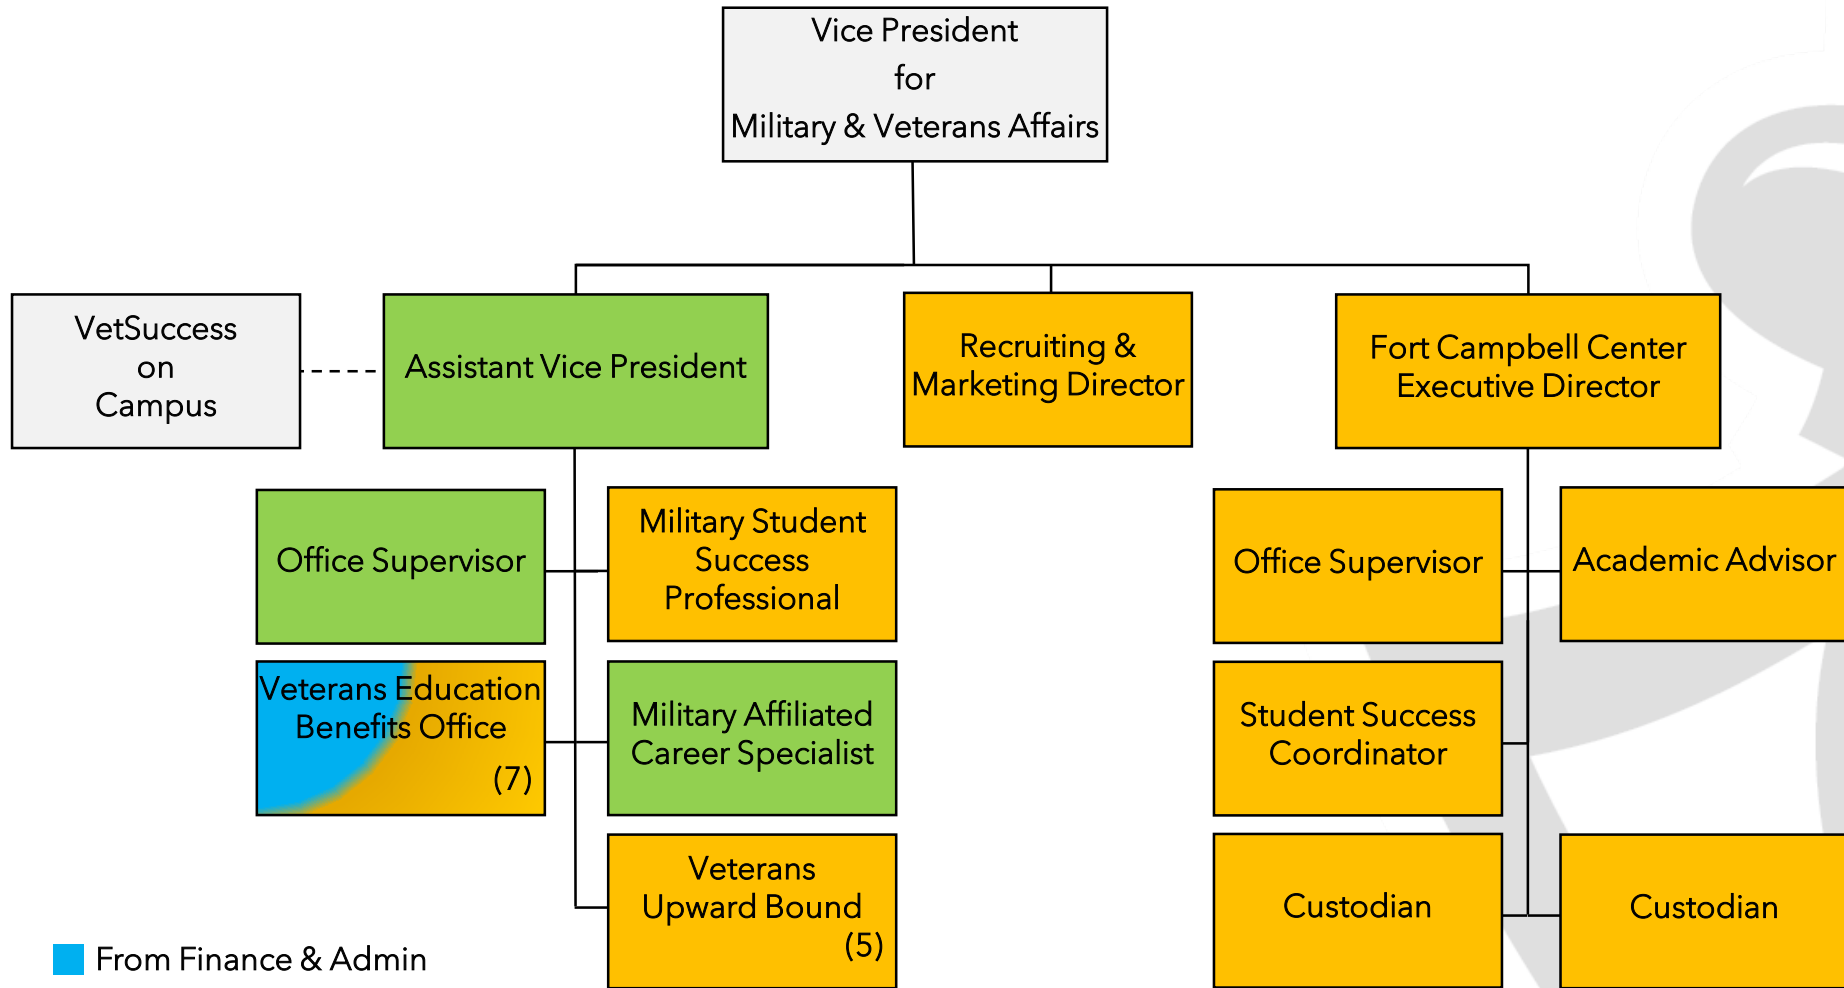 Vice President
for
Military & Veterans Affairs
VetSuccess
on
Campus
Assistant Vice President
Recruiting &
Marketing Director
Fort Campbell Center
Executive Director
Office Supervisor
Military Student
Success
Professional
Office Supervisor
Academic Advisor
Veterans Education
Benefits Office
(7)
Military Affiliated
Career Specialist
Student Success
Coordinator
Veterans
Upward Bound
(5)
Custodian
Custodian
From Finance & Admin